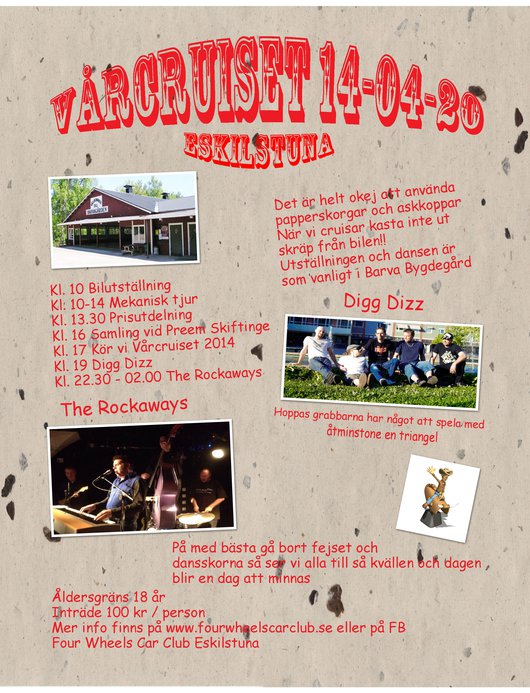 VÅRCRUISET 14-04-20
ESKILSTUNA
Det är helt okej att använda
papperskorgar och askkoppar
När vi cruisar kasta inte ut
skräp från bilen!!
Utställningen och dansen är
som vanligt i Barva Bygdegård
Kl. 10 Bilutställning
Kl: 10-14 Mekanisk tjur
Kl. 13.30 Prisutdelning
Kl. 16 Samling vid Preem Skiftinge
Kl. 17 Kör vi Vårcruiset 2014
Kl. 19 Digg Dizz
Kl. 22.30 - 02.00 The Rockaways
Digg Dizz
Hoppas grabbarna har något att spela med
åtminstone en triangel
The Rockaways
På med bästa gå bort fejset och
dansskorna så ser vi alla till så kvällen och dagen
blir en dag att minnas
Åldersgräns 18 år
Inträde 100 kr / person
Mer info finns på www.fourwheelscarclub.se eller på FB
Four Wheels Car Club Eskilstuna